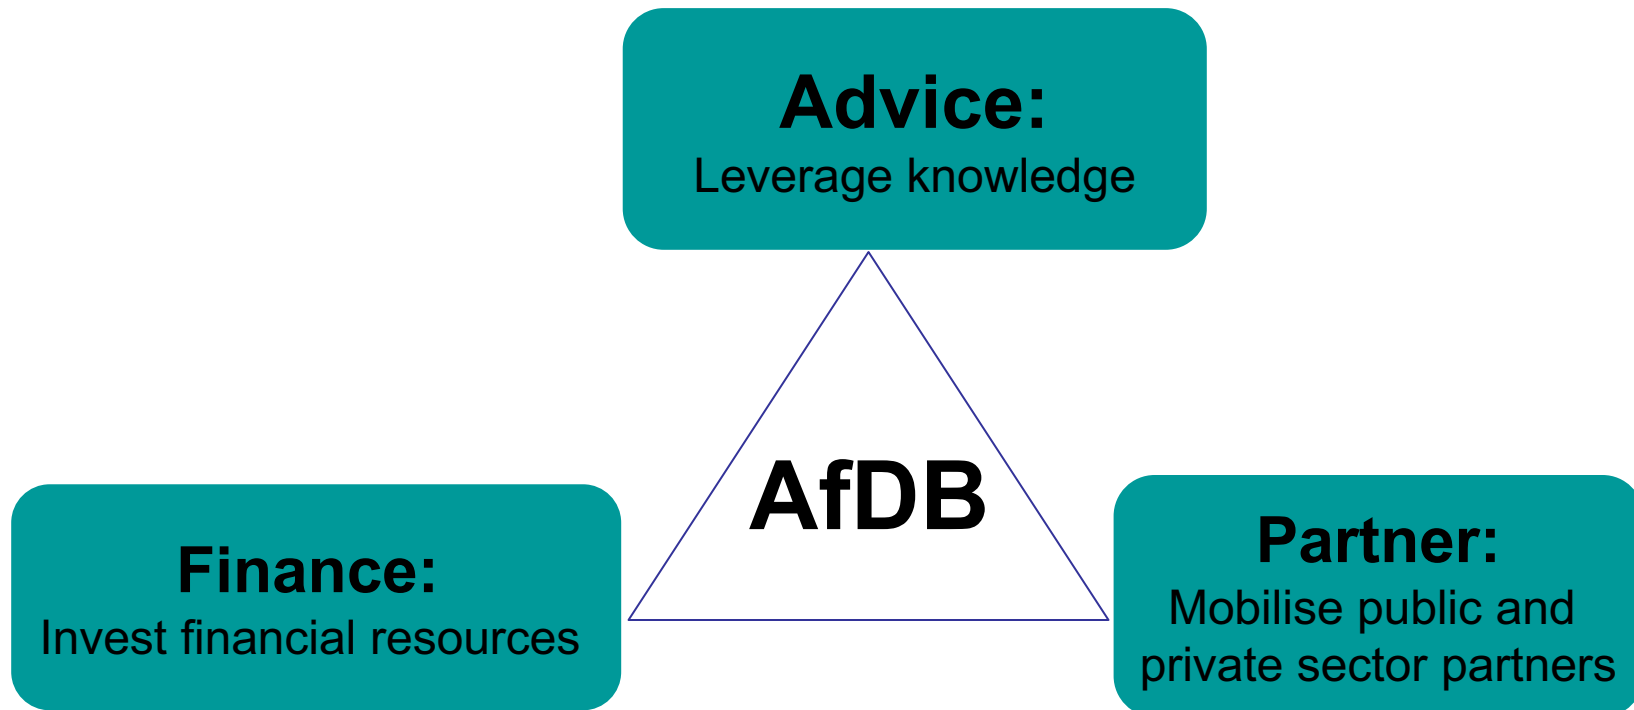 Advice:
Leverage knowledge
AfDB
Finance:
Invest financial resources
Partner:
Mobilise public and
private sector partners